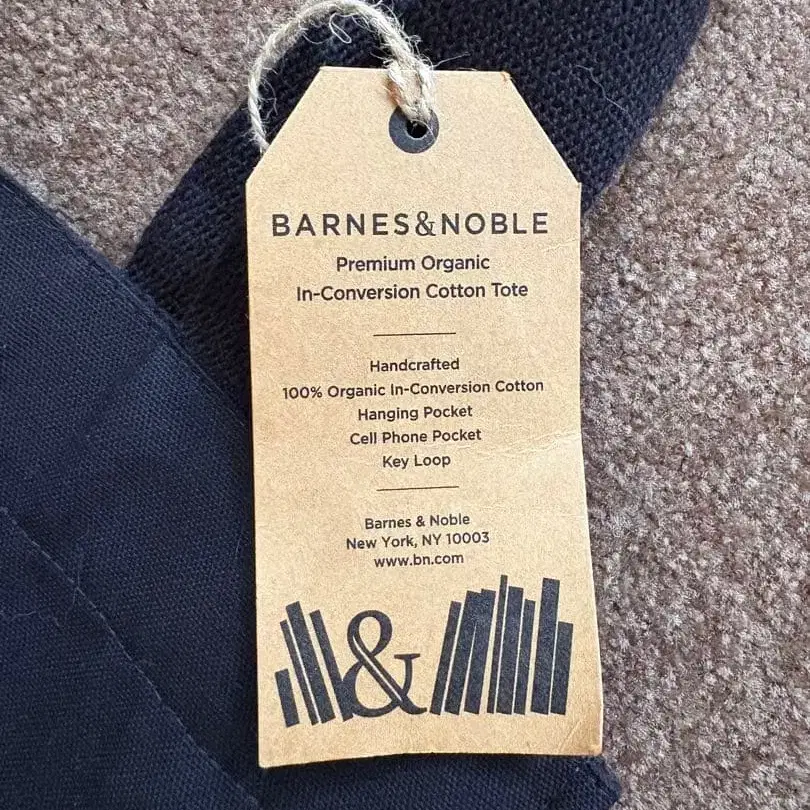 BARNES&NOBLE
Premium Organic
In-Conversion Cotton Tote
Handcrafted
100% Organic In-Conversion Cotton
Hanging Pocket
Cell Phone Pocket
Key Loop
Barnes & Noble
New York, NY 10003
www.bn.com
&